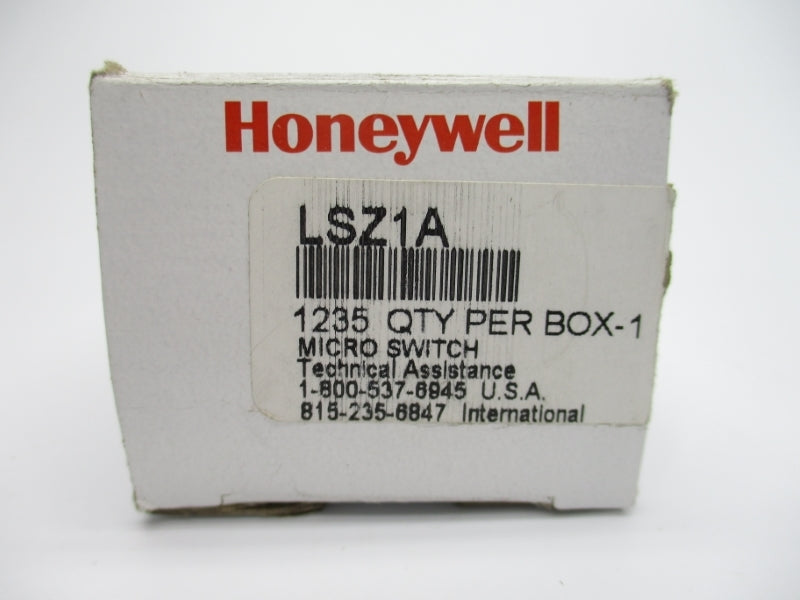 Honeywell
LSZ1A
1235 QTY PER BOX-1
MICRO SWITCH
Technical Assistance
1-800-537-6945 U.S.A.
815-235-6847 International